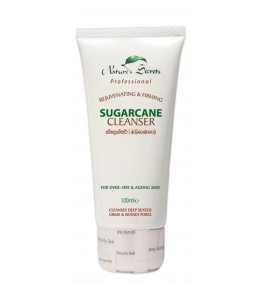 Nature's Secrets
Professional
REJUVENATING & FIRMING
SUGARCANE
CLEANSER
FOR OVER-DRY & AGEING SKIN
100ml ℮
CLEANSES DEEP SEATED
GRIME & REFINES PORES